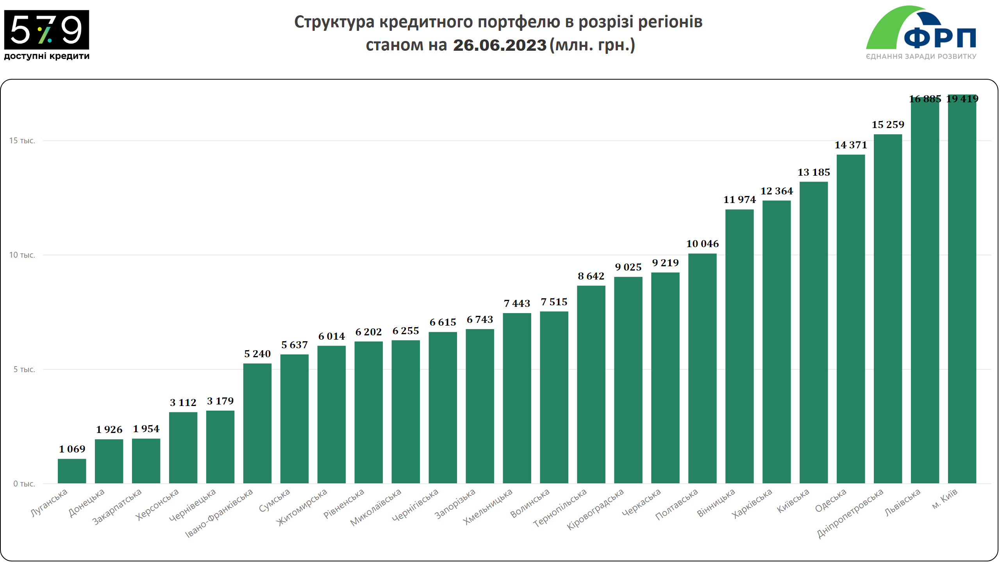 5%79
доступні кредити
Структура кредитного портфелю в розрізі регіонів
станом на 26.06.2023 (млн. грн.)
ФРП
ЄДНАННЯ ЗАРАДИ РОЗВИТКУ
15 тыс.
10 тыс.
5 тыс.
0 тыс.
1 069
1 926
1 954
3 112
3 179
5 240
5 637
6 014
6 202
6 255
6 615
6 743
7 443
7 515
8 642
9 025
9 219
10 046
11 974
12 364
13 185
14 371
15 259
16 885
19 419
Луганська
Донецька
Закарпатська
Херсонська
Чернівецька
Івано-Франківська
Сумська
Житомирська
Рівненська
Миколаївська
Чернігівська
Запорізька
Хмельницька
Волинська
Тернопільська
Кіровоградська
Черкаська
Полтавська
Вінницька
Харківська
Київська
Одеська
Дніпропетровська
Львівська
м. Київ